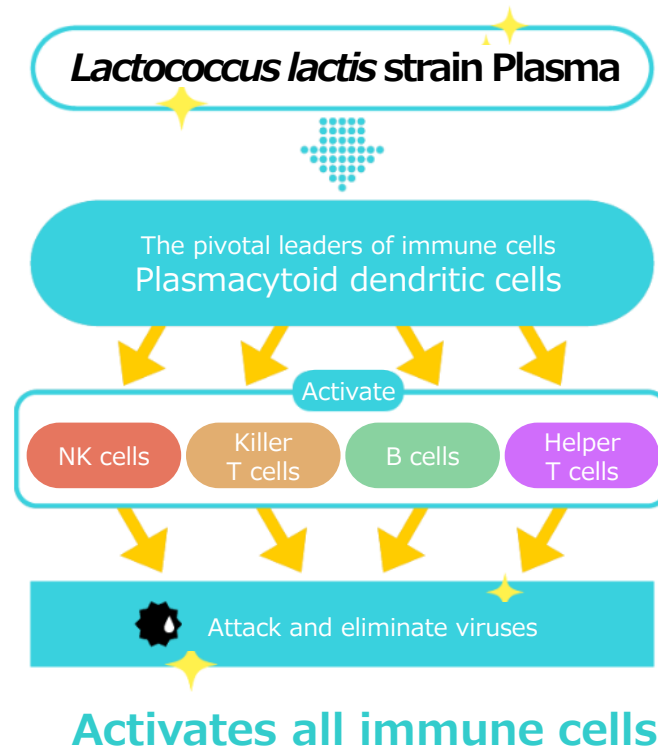 Lactococcus lactis strain Plasma
The pivotal leaders of immune cells
Plasmacytoid dendritic cells
Activate
NK cells
Killer
T cells
B cells
Helper
T cells
Attack and eliminate viruses
Activates all immune cells